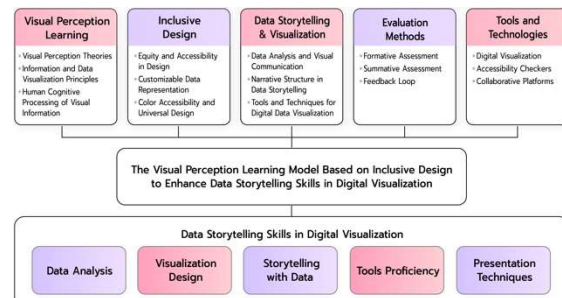 Visual Perception
Learning
• Visual Perception Theories
• Information and Data
Visualization Principles
• Human Cognitive
Processing of Visual
Information
Inclusive
Design
• Equity and Accessibility
in Design
• Customizable Data
Representation
• Color Accessibility and
Universal Design
Data Storytelling
& Visualization
• Data Analysis and Visual
Communication
• Narrative Structure in
Data Storytelling
• Tools and Techniques for
Digital Data Visualization
Evaluation
Methods
• Formative Assessment
• Summative Assessment
• Feedback Loop
Tools and
Technologies
• Digital Visualization
• Accessibility Checkers
• Collaborative Platforms
The Visual Perception Learning Model Based on Inclusive Design
to Enhance Data Storytelling Skills in Digital Visualization
Data Storytelling Skills in Digital Visualization
Data Analysis
Visualization
Design
Storytelling
with Data
Tools Proficiency
Presentation
Techniques